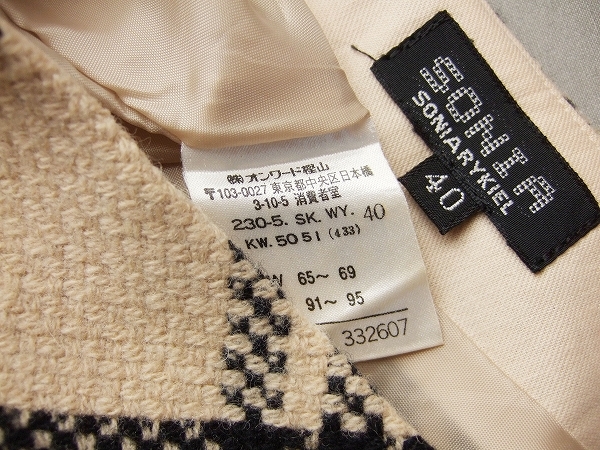 ㈱オンワード樫山
〒103-0027 東京都中央区日本橋
3-10-5 消費者室
230-5. SK. WY. 40
KW. 5051 (433)
W 65～ 69
91～ 95
332607
SONIA
SONIA RYKIEL
40